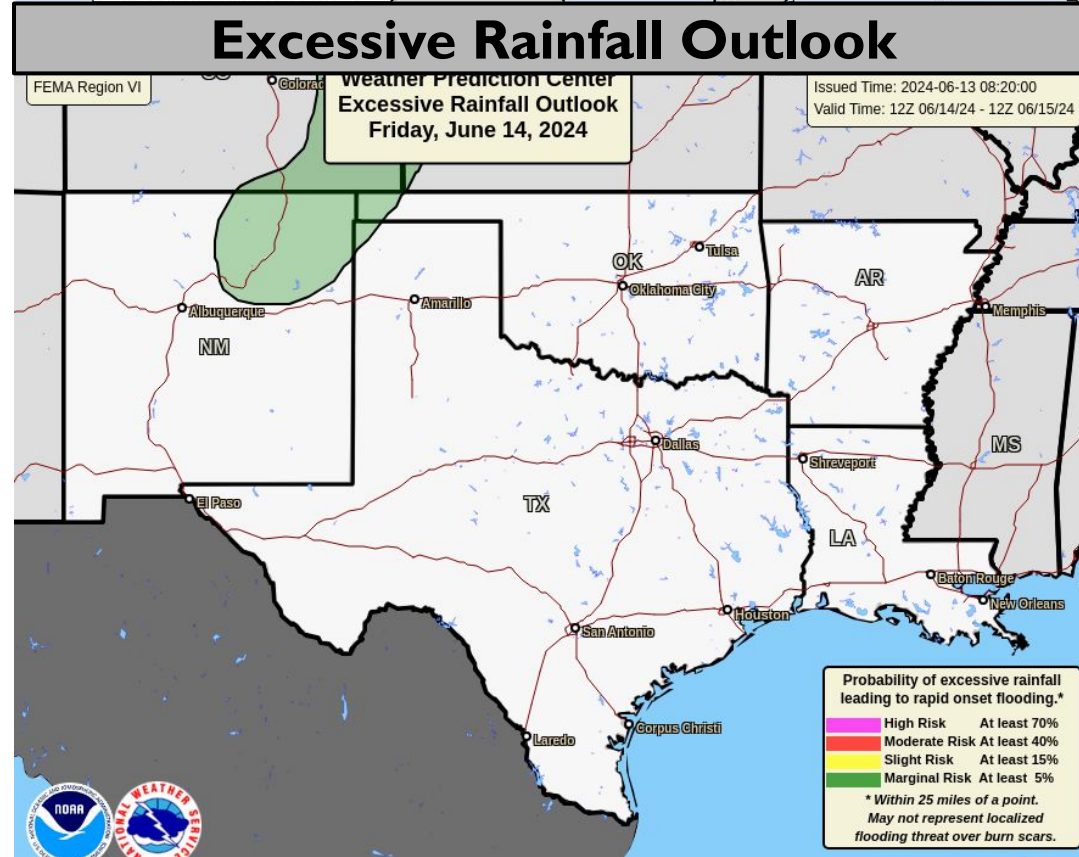 Excessive Rainfall Outlook
FEMA Region VI
Weather Prediction Center
Excessive Rainfall Outlook
Friday, June 14, 2024
Issued Time: 2024-06-13 08:20:00
Valid Time: 12Z 06/14/24 - 12Z 06/15/24
Tulsa
OK
Oklahoma City
AR
Amarillo
Albuquerque
Memphis
NM
Dallas
MS
Shreveport
El Paso
TX
LA
Baton Rouge
New Orleans
Houston
San Antonio
Corpus Christi
Laredo
Probability of excessive rainfall
leading to rapid onset flooding.*
High Risk At least 70%
Moderate Risk At least 40%
Slight Risk At least 15%
Marginal Risk At least 5%
* Within 25 miles of a point.
May not represent localized
flooding threat over burn scars.
NOAA
NATIONAL WEATHER SERVICE